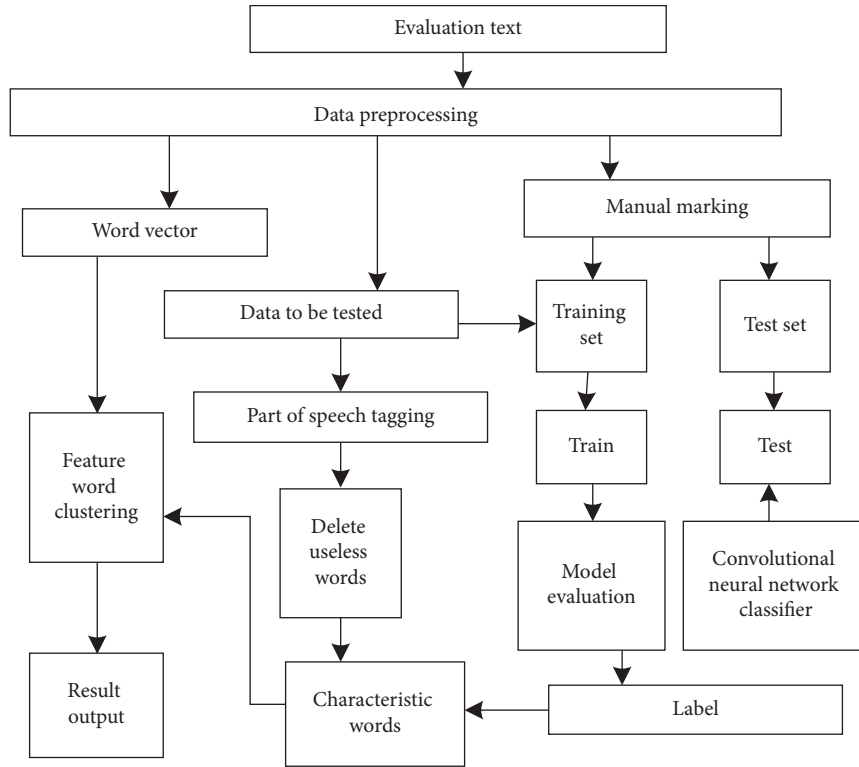 Evaluation text
Data preprocessing
Manual marking
Word vector
Data to be tested
Training
set
Test set
Part of speech tagging
Train
Test
Feature
word
clustering
Delete
useless
words
Model
evaluation
Convolutional
neural network
classifier
Result
output
Characteristic
words
Label